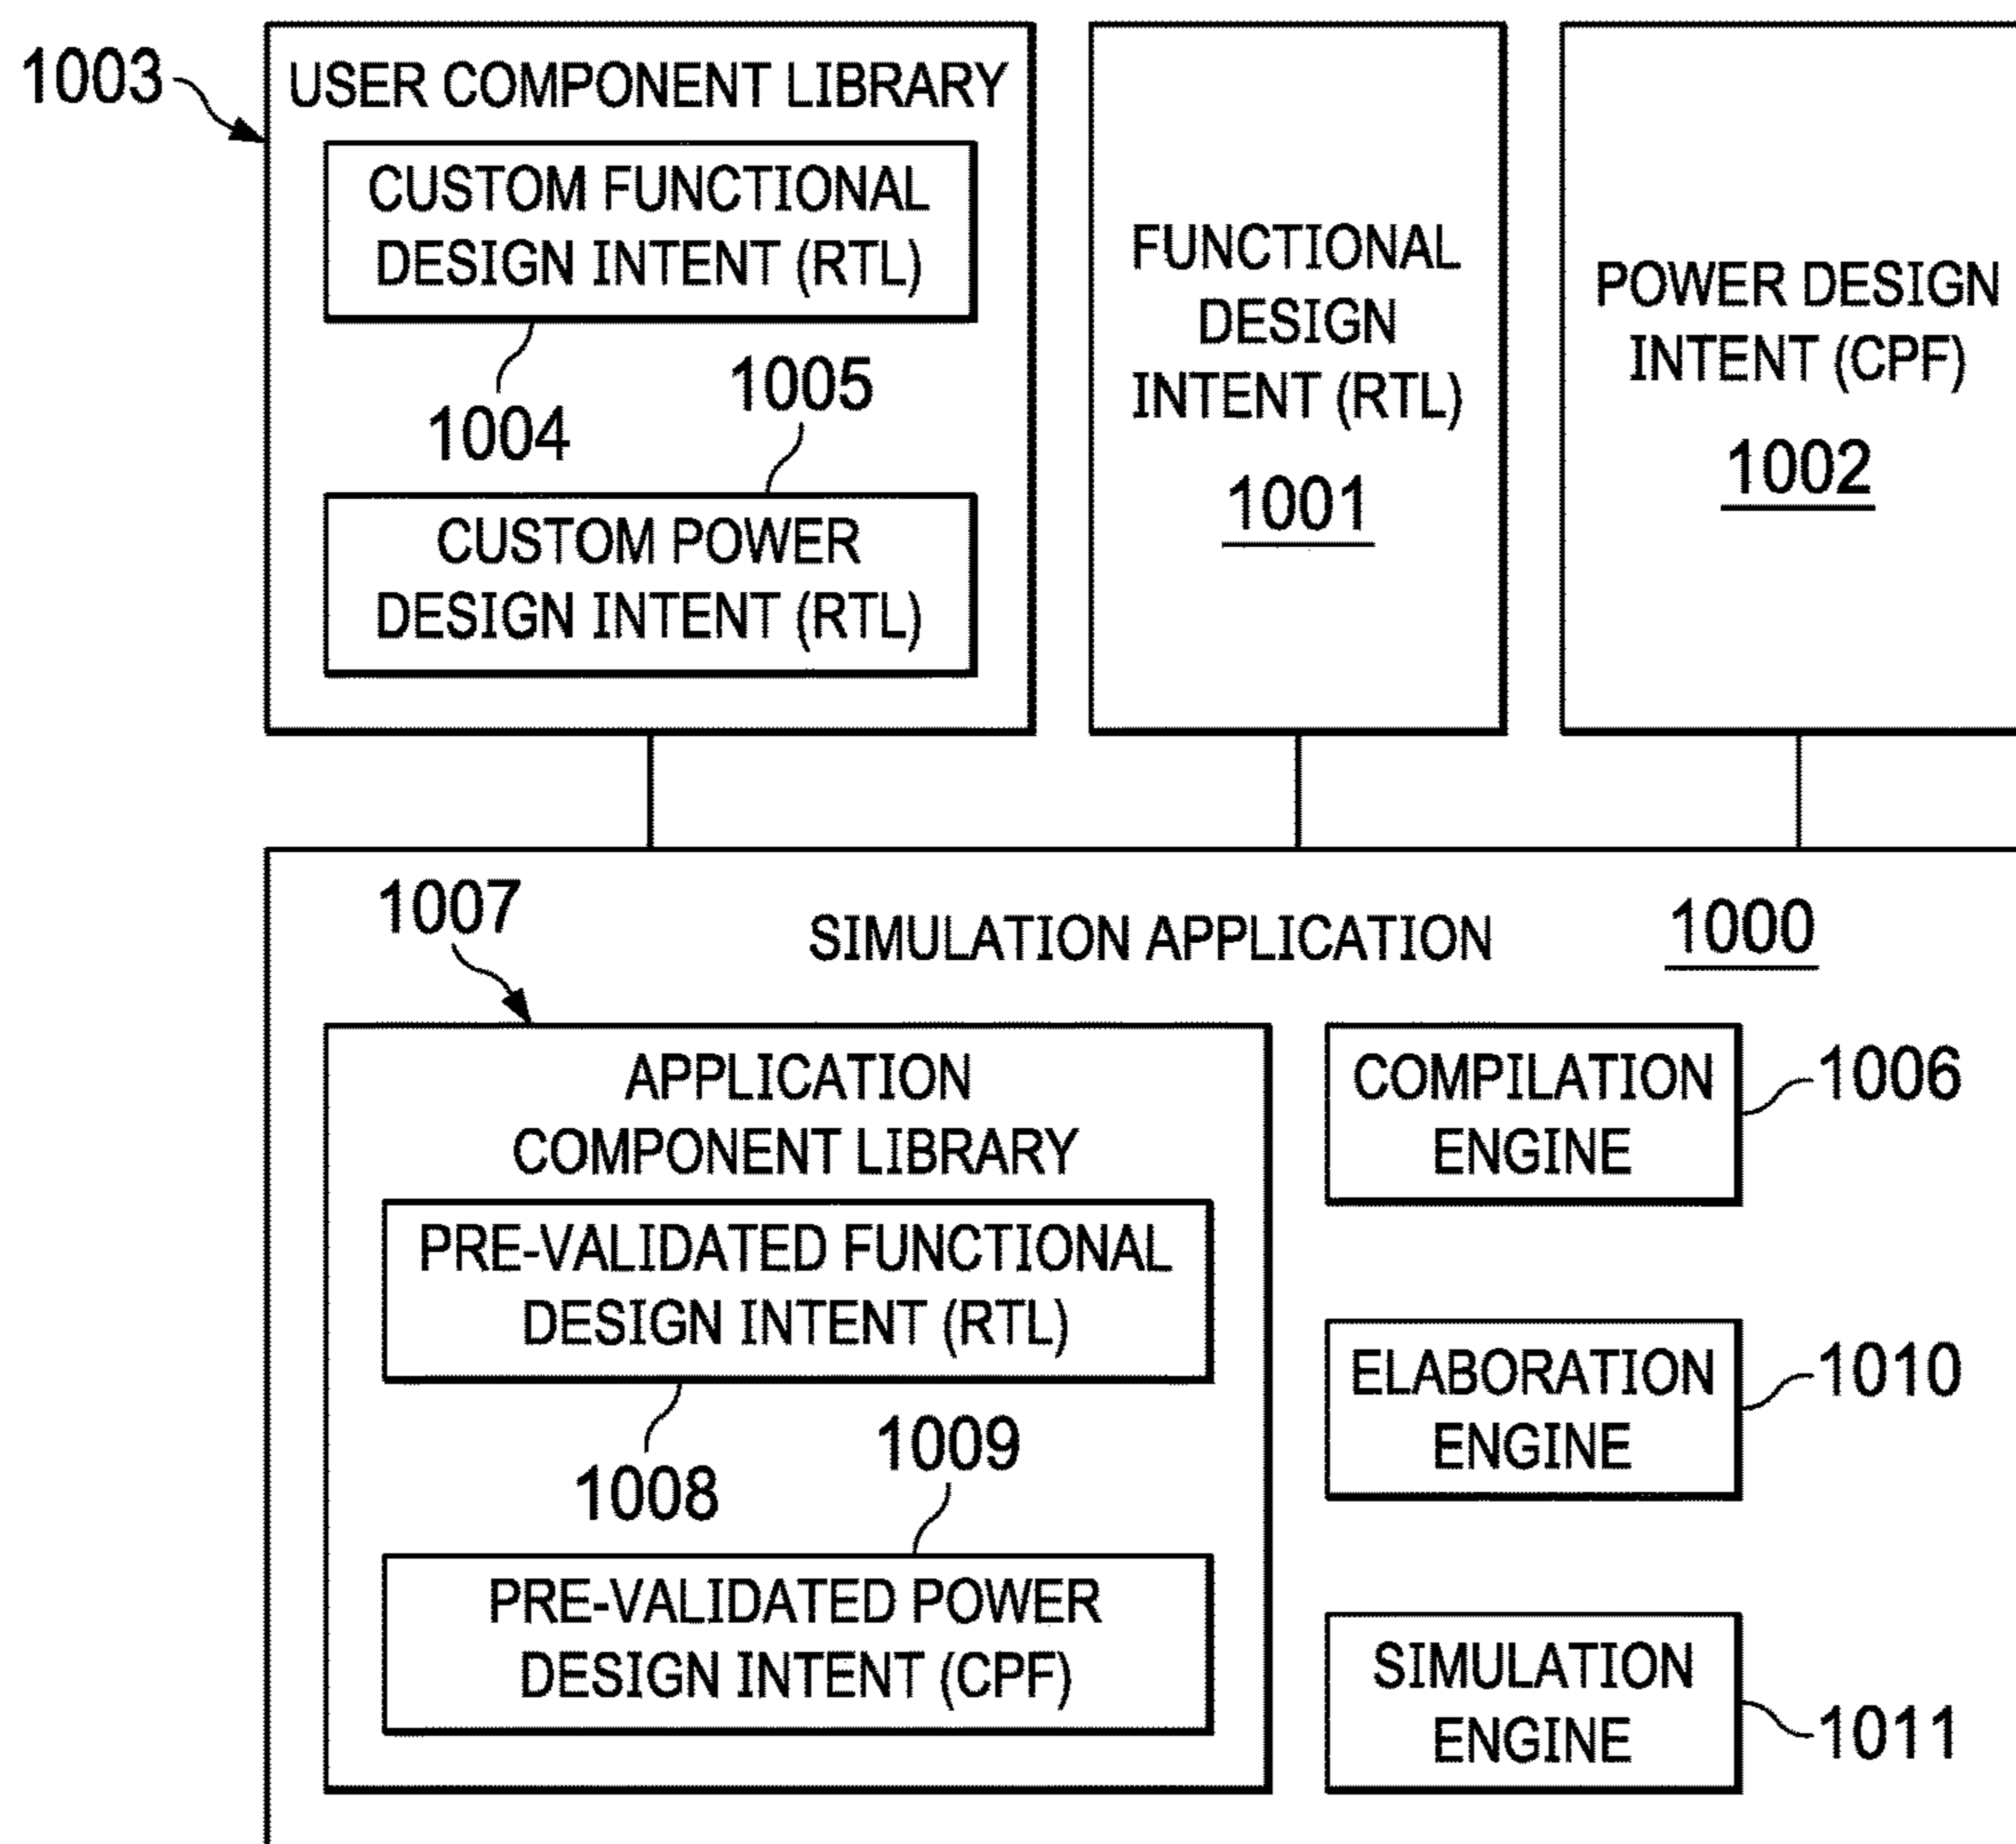 1003
USER COMPONENT LIBRARY
CUSTOM FUNCTIONAL
DESIGN INTENT (RTL)
1004
1005
CUSTOM POWER
DESIGN INTENT (RTL)
FUNCTIONAL
DESIGN
INTENT (RTL)
1001
POWER DESIGN
INTENT (CPF)
1002
1007
SIMULATION APPLICATION
1000
APPLICATION
COMPONENT LIBRARY
PRE-VALIDATED FUNCTIONAL
DESIGN INTENT (RTL)
1008
1009
PRE-VALIDATED POWER
DESIGN INTENT (CPF)
COMPILATION
ENGINE
1006
ELABORATION
ENGINE
1010
SIMULATION
ENGINE
1011